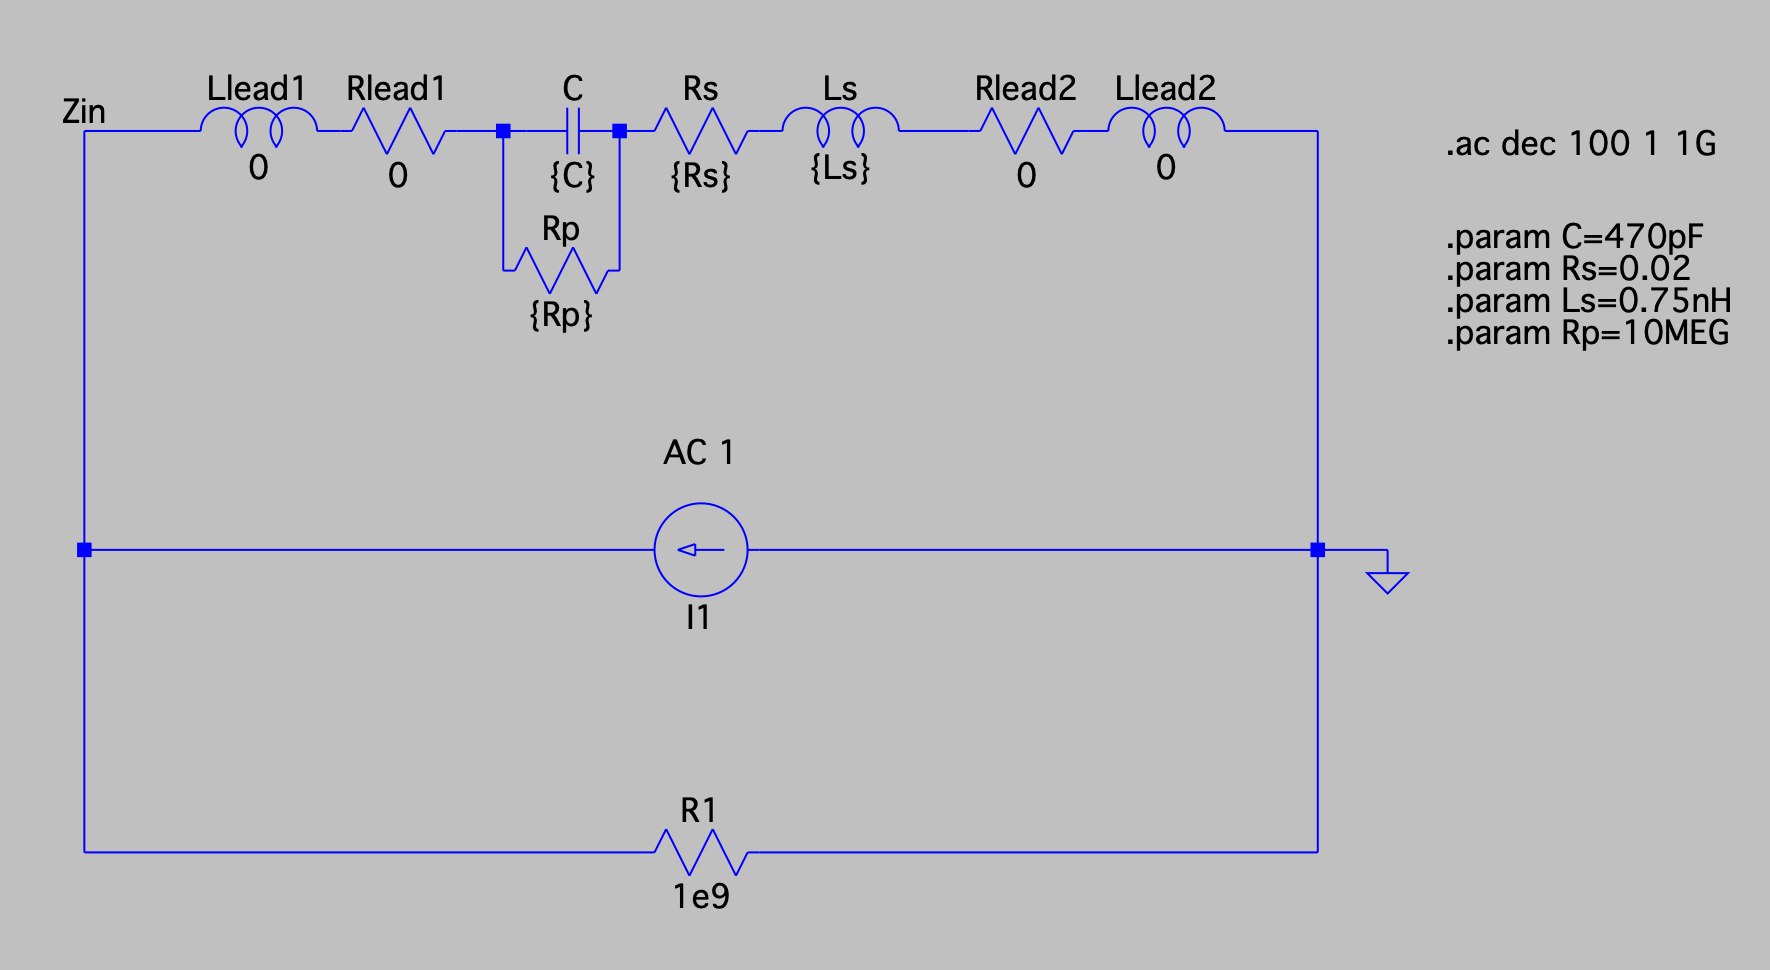 Zin
Llead1
Rlead1
C
Rs
Ls
Rlead2
Llead2
0
0
{C}
{Rs}
{Ls}
0
0
Rp
{Rp}
.ac dec 100 1 1G
.param C=470pF
.param Rs=0.02
.param Ls=0.75nH
.param Rp=10MEG
AC 1
I1
R1
1e9